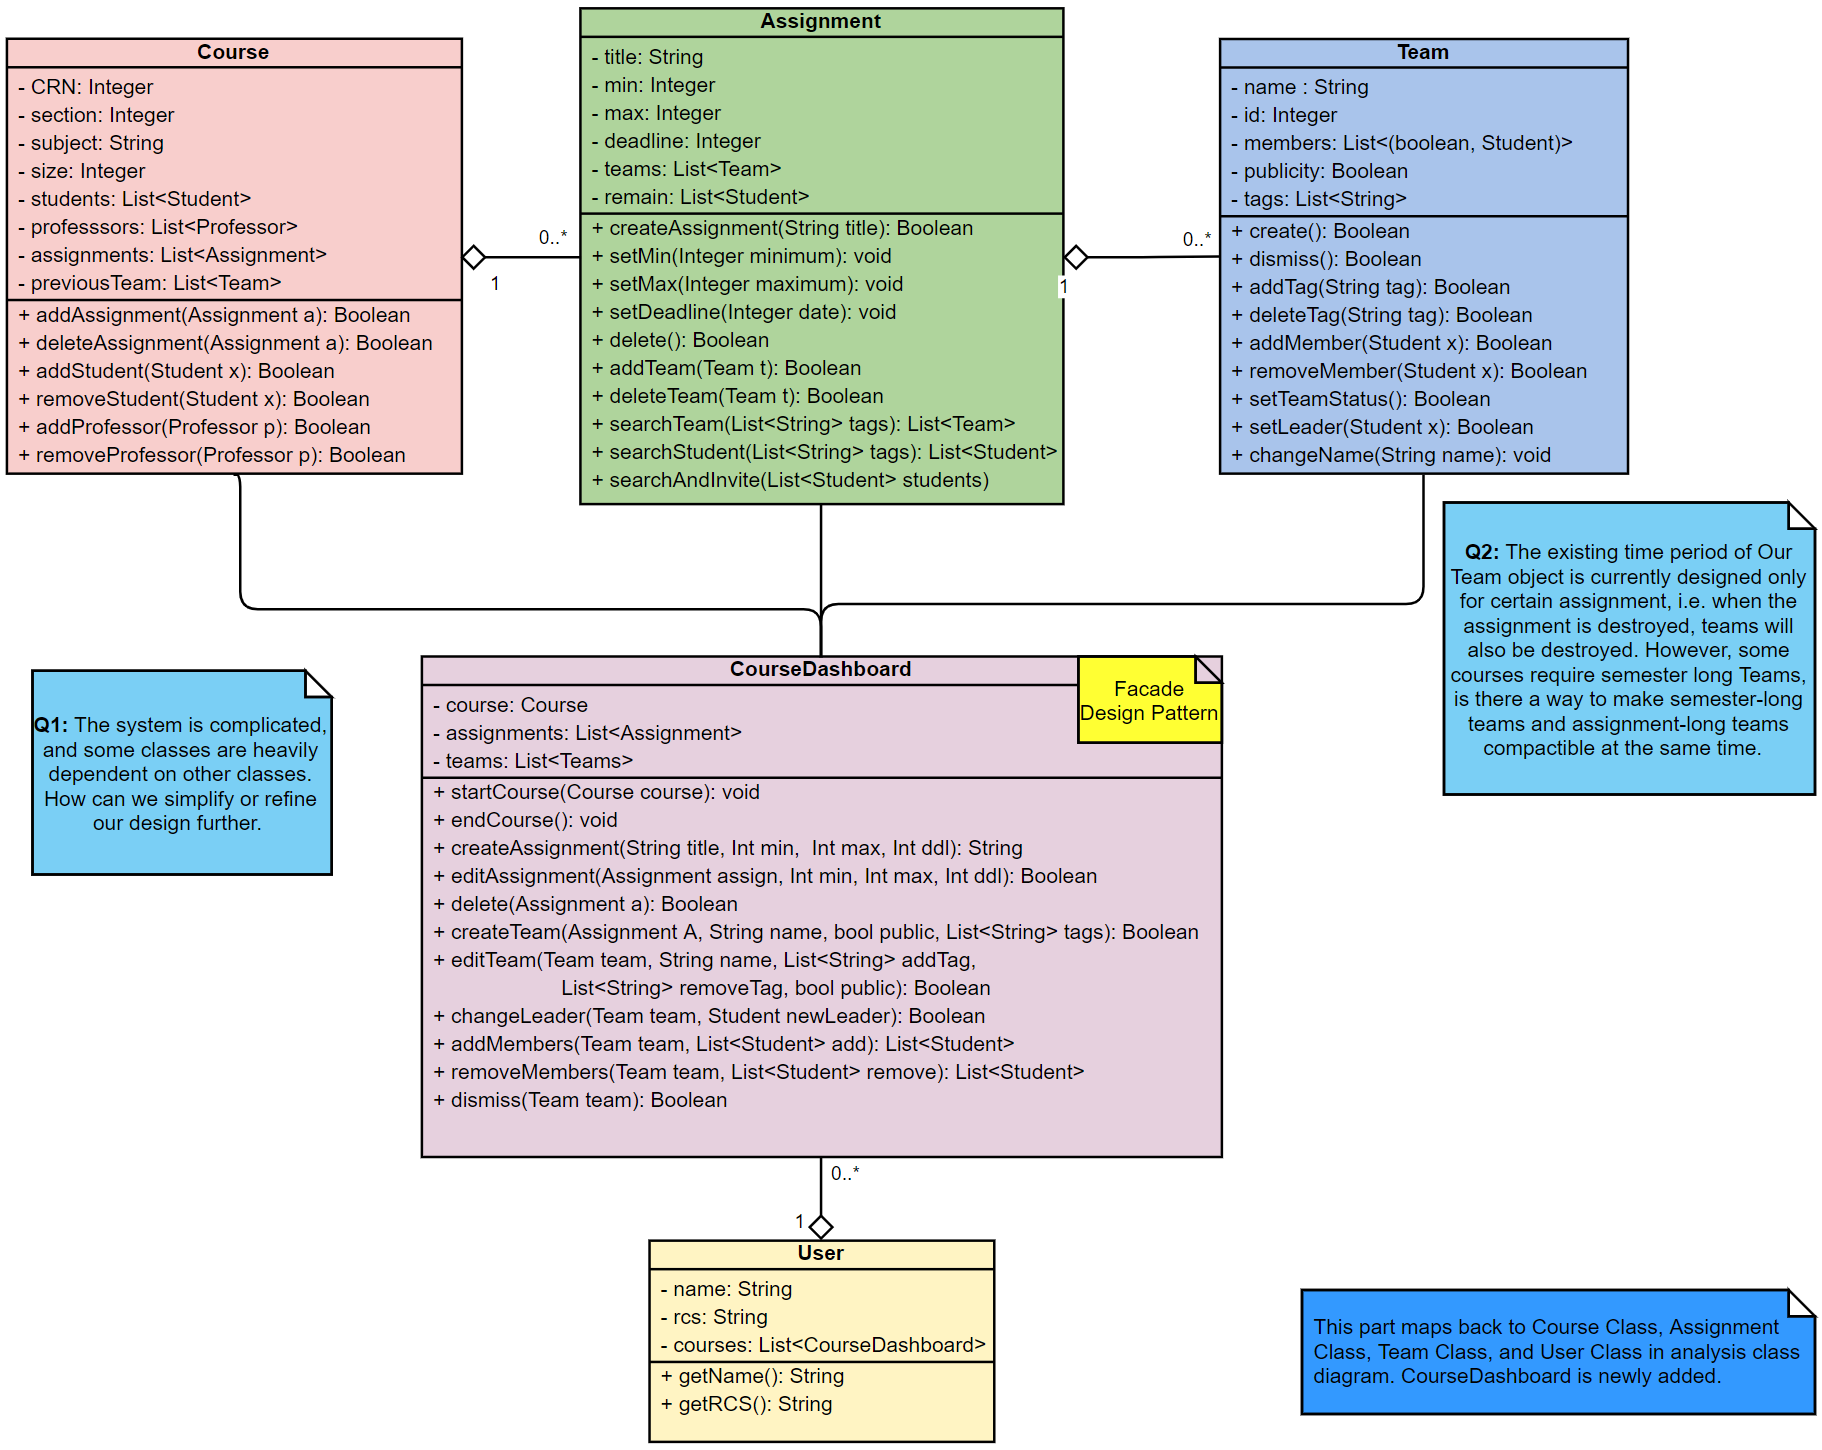 Course
- CRN: Integer
- section: Integer
- subject: String
- size: Integer
- students: List<Student>
- professsors: List<Professor>
- assignments: List<Assignment>
- previousTeam: List<Team>
+ addAssignment(Assignment a): Boolean
+ deleteAssignment(Assignment a): Boolean
+ addStudent(Student x): Boolean
+ removeStudent(Student x): Boolean
+ addProfessor(Professor p): Boolean
+ removeProfessor(Professor p): Boolean
0..*
1
Assignment
- title: String
- min: Integer
- max: Integer
- deadline: Integer
- teams: List<Team>
- remain: List<Student>
+ createAssignment(String title): Boolean
+ setMin(Integer minimum): void
+ setMax(Integer maximum): void
+ setDeadline(Integer date): void
+ delete(): Boolean
+ addTeam(Team t): Boolean
+ deleteTeam(Team t): Boolean
+ searchTeam(List<String> tags): List<Team>
+ searchStudent(List<String> tags): List<Student>
+ searchAndInvite(List<Student> students)
0..*
1
Team
- name : String
- id: Integer
- members: List<(boolean, Student)>
- publicity: Boolean
- tags: List<String>
+ create(): Boolean
+ dismiss(): Boolean
+ addTag(String tag): Boolean
+ deleteTag(String tag): Boolean
+ addMember(Student x): Boolean
+ removeMember(Student x): Boolean
+ setTeamStatus(): Boolean
+ setLeader(Student x): Boolean
+ changeName(String name): void
Q2: The existing time period of Our
Team object is currently designed only
for certain assignment, i.e. when the
assignment is destroyed, teams will
also be destroyed. However, some
courses require semester long Teams,
is there a way to make semester-long
teams and assignment-long teams
compactible at the same time.
Q1: The system is complicated,
and some classes are heavily
dependent on other classes.
How can we simplify or refine
our design further.
CourseDashboard
Facade
Design Pattern
- course: Course
- assignments: List<Assignment>
- teams: List<Teams>
+ startCourse(Course course): void
+ endCourse(): void
+ createAssignment(String title, Int min,  Int max, Int ddl): String
+ editAssignment(Assignment assign, Int min, Int max, Int ddl): Boolean
+ delete(Assignment a): Boolean
+ createTeam(Assignment A, String name, bool public, List<String> tags): Boolean
+ editTeam(Team team, String name, List<String> addTag,
List<String> removeTag, bool public): Boolean
+ changeLeader(Team team, Student newLeader): Boolean
+ addMembers(Team team, List<Student> add): List<Student>
+ removeMembers(Team team, List<Student> remove): List<Student>
+ dismiss(Team team): Boolean
0..*
1
User
- name: String
- rcs: String
- courses: List<CourseDashboard>
+ getName(): String
+ getRCS(): String
This part maps back to Course Class, Assignment
Class, Team Class, and User Class in analysis class
diagram. CourseDashboard is newly added.